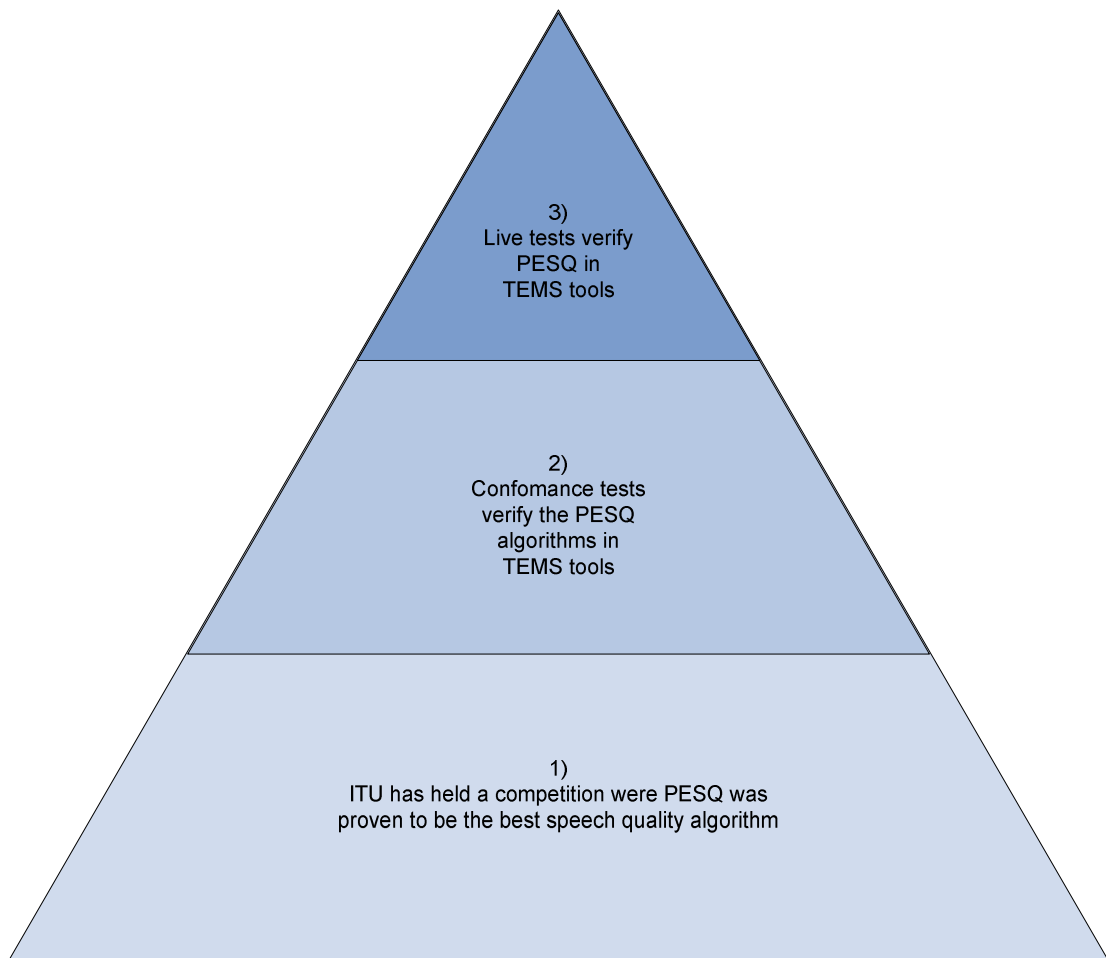 3)
Live tests verify
PESQ in
TEMS tools
2)
Confomance tests
verify the PESQ
algorithms in
TEMS tools
1)
ITU has held a competition were PESQ was
proven to be the best speech quality algorithm